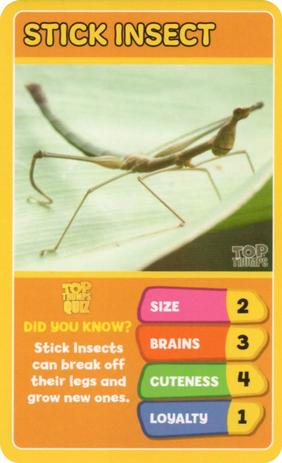 STICK INSECT
TOP
TRUMPS
TOP
TRUMPS
QUIZ
DID YOU KNOW?
Stick Insects
can break off
their legs and
grow new ones.
SIZE 2
BRAINS 3
CUTENESS 4
LOYALTY 1